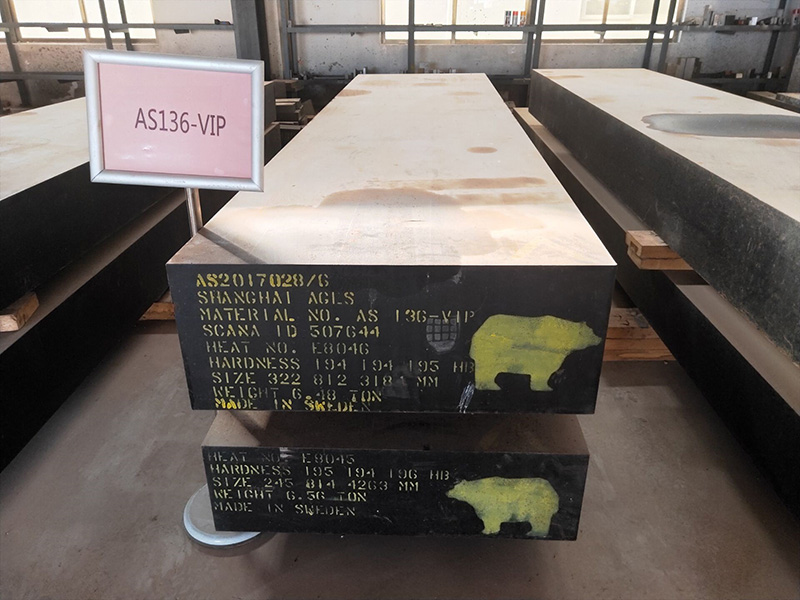 AS136-VIP
AS2017028/6
SHANGHAI AGLS
MATERIAL NO. AS 136-VIP
SCANA ID 507644
HEAT NO. E8046
HARDNESS 194 194 195 HB
SIZE 322 812 3184 MM
WEIGHT 6.48 TON
MADE IN SWEDEN
HEAT NO. E8045
HARDNESS 195 194 196 HB
SIZE 245 814 4263 MM
WEIGHT 6.56 TON
MADE IN SWEDEN